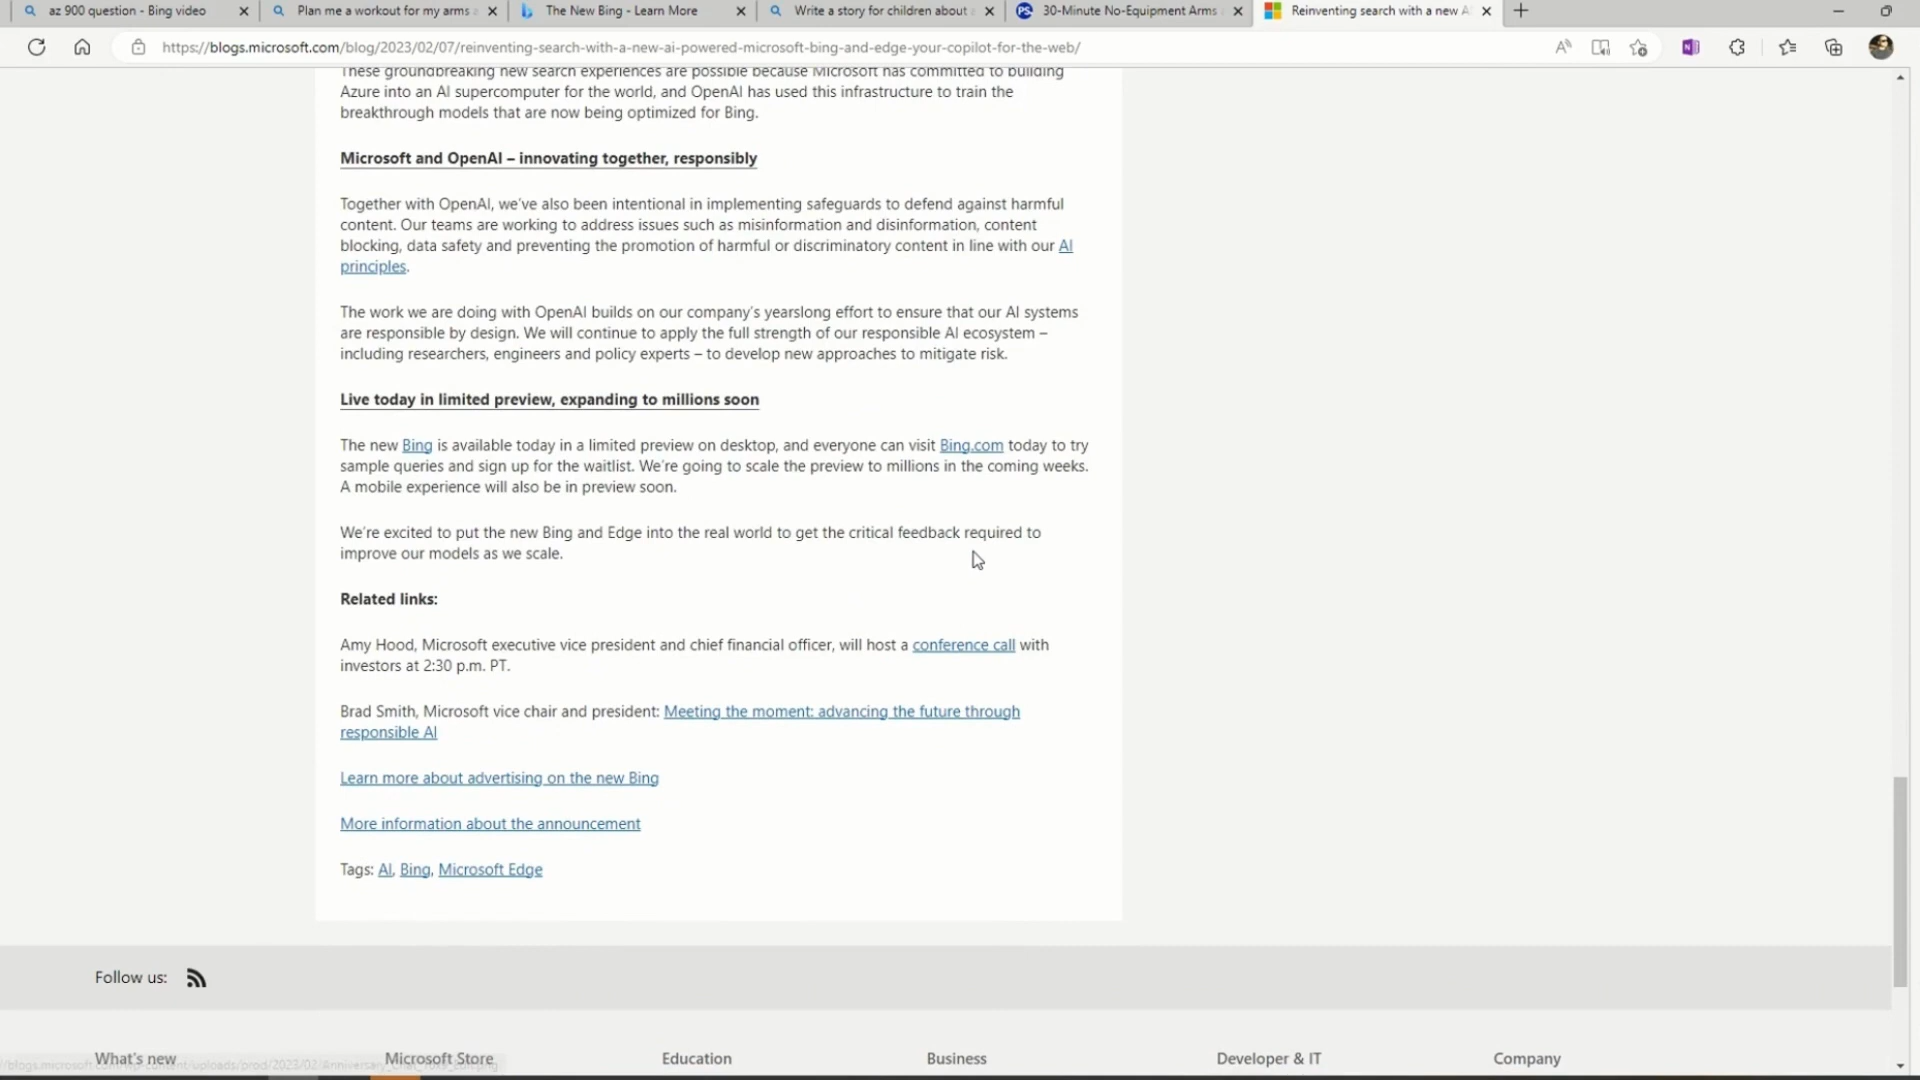 az 900 question - Bing video
Plan me a workout for my arms
The New Bing - Learn More
Write a story for children about
30-Minute No-Equipment Arms
Reinventing search with a new A
https://blogs.microsoft.com/blog/2023/02/07/reinventing-search-with-a-new-ai-powered-microsoft-bing-and-edge-your-copilot-for-the-web/
These groundbreaking new search experiences are possible because Microsoft has committed to building
Azure into an AI supercomputer for the world, and OpenAI has used this infrastructure to train the
breakthrough models that are now being optimized for Bing.
Microsoft and OpenAI – innovating together, responsibly
Together with OpenAI, we've also been intentional in implementing safeguards to defend against harmful
content. Our teams are working to address issues such as misinformation and disinformation, content
blocking, data safety and preventing the promotion of harmful or discriminatory content in line with our AI
principles.
The work we are doing with OpenAI builds on our company's yearslong effort to ensure that our AI systems
are responsible by design. We will continue to apply the full strength of our responsible AI ecosystem –
including researchers, engineers and policy experts – to develop new approaches to mitigate risk.
Live today in limited preview, expanding to millions soon
The new Bing is available today in a limited preview on desktop, and everyone can visit Bing.com today to try
sample queries and sign up for the waitlist. We're going to scale the preview to millions in the coming weeks.
A mobile experience will also be in preview soon.
We're excited to put the new Bing and Edge into the real world to get the critical feedback required to
improve our models as we scale.
Related links:
Amy Hood, Microsoft executive vice president and chief financial officer, will host a conference call with
investors at 2:30 p.m. PT.
Brad Smith, Microsoft vice chair and president: Meeting the moment: advancing the future through
responsible AI
Learn more about advertising on the new Bing
More information about the announcement
Tags: AI, Bing, Microsoft Edge
Follow us:
What's new Microsoft Store Education Business Developer & IT Company